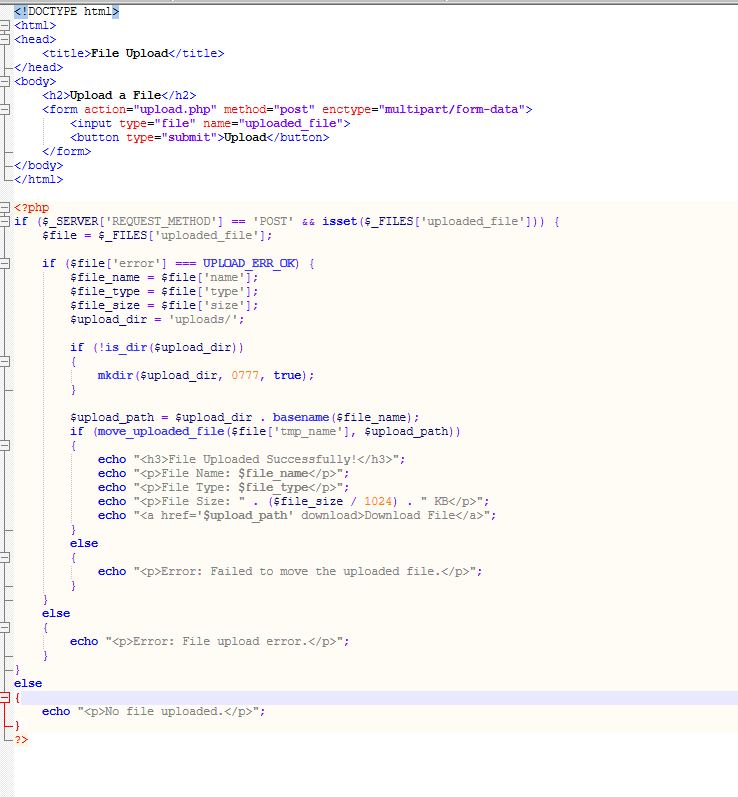 <!DOCTYPE html>
<html>
<head>
    <title>File Upload</title>
</head>
<body>
    <h2>Upload a File</h2>
    <form action="upload.php" method="post" enctype="multipart/form-data">
        <input type="file" name="uploaded_file">
        <button type="submit">Upload</button>
    </form>
</body>
</html>

<?php
if ($_SERVER['REQUEST_METHOD'] == 'POST' && isset($_FILES['uploaded_file'])) {
    $file = $_FILES['uploaded_file'];

    if ($file['error'] === UPLOAD_ERR_OK) {
        $file_name = $file['name'];
        $file_type = $file['type'];
        $file_size = $file['size'];
        $upload_dir = 'uploads/';

        if (!is_dir($upload_dir))
        {
            mkdir($upload_dir, 0777, true);
        }

        $upload_path = $upload_dir . basename($file_name);
        if (move_uploaded_file($file['tmp_name'], $upload_path))
        {
            echo "<h3>File Uploaded Successfully!</h3>";
            echo "<p>File Name: $file_name</p>";
            echo "<p>File Type: $file_type</p>";
            echo "<p>File Size: " . ($file_size / 1024) . " KB</p>";
            echo "<a href='$upload_path' download>Download File</a>";
        }
        else
        {
            echo "<p>Error: Failed to move the uploaded file.</p>";
        }
    }
    else
    {
        echo "<p>Error: File upload error.</p>";
    }
}
else
{
    echo "<p>No file uploaded.</p>";
}
?>